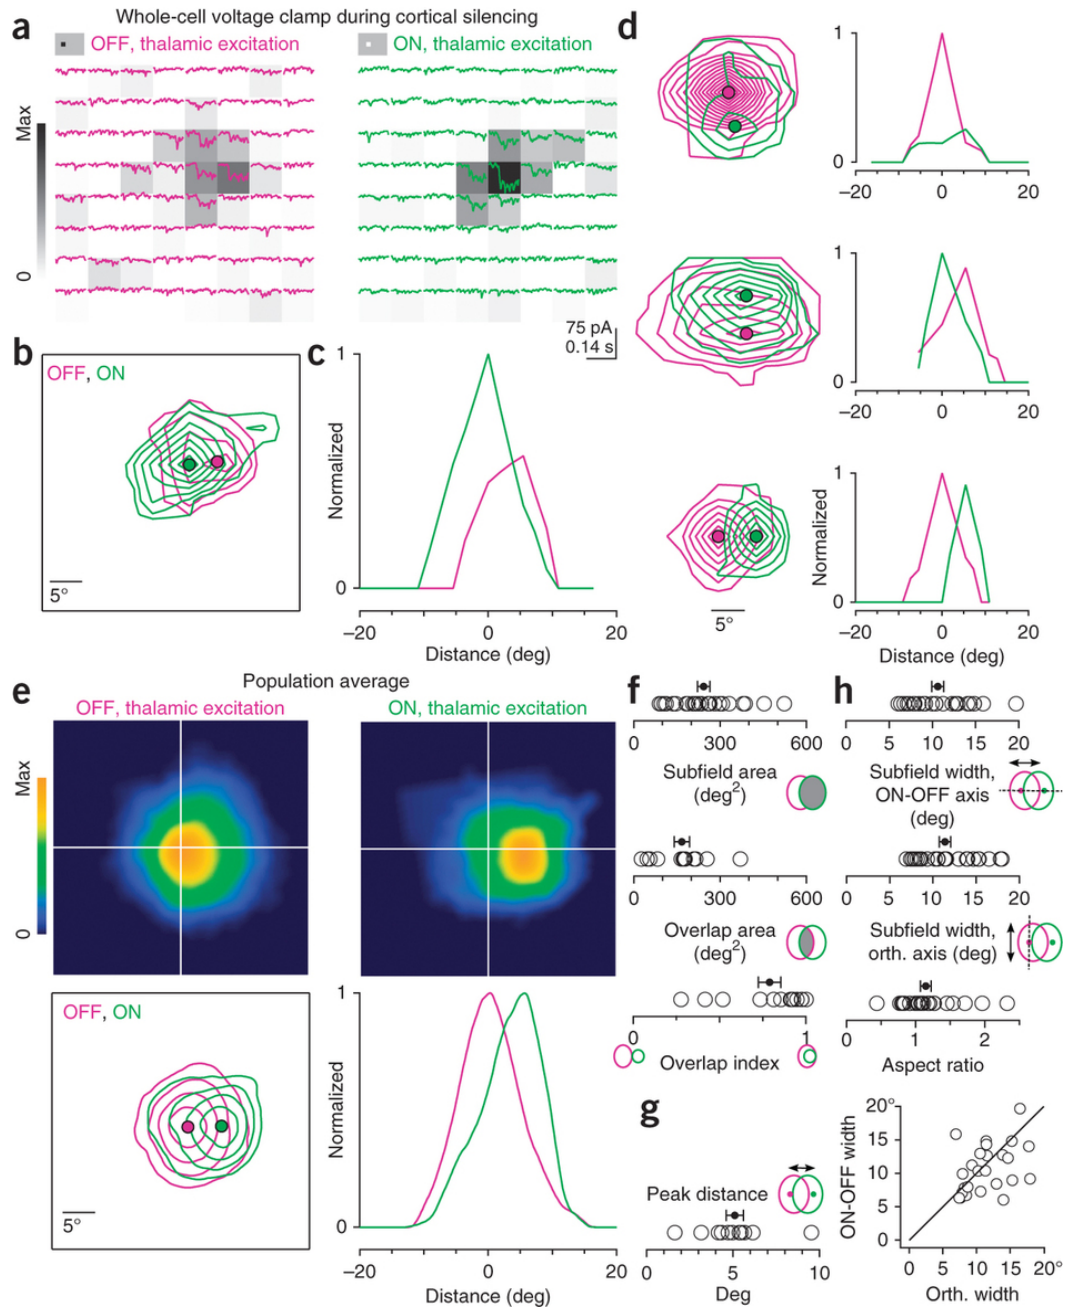 Whole-cell voltage clamp during cortical silencing
a
OFF, thalamic excitation
ON, thalamic excitation
Max
0
75 pA
0.14 s
b
OFF, ON
5°
c
1
Normalized
0
–20
0
20
Distance (deg)
d
1
0
–20
0
20
1
0
–20
0
20
1
Normalized
0
–20
0
20
Distance (deg)
5°
e
Population average
OFF, thalamic excitation
ON, thalamic excitation
Max
0
OFF, ON
5°
1
Normalized
0
–20
0
20
Distance (deg)
f
0
300
600
Subfield area
(deg²)
0
300
600
Overlap area
(deg²)
0
1
Overlap index
g
Peak distance
0
5
10
Deg
h
0
5
10
15
20
Subfield width,
ON-OFF axis
(deg)
0
5
10
15
20
Subfield width,
orth. axis (deg)
0
1
2
Aspect ratio
20°
15
10
5
0
ON-OFF width
0
5
10
15
20°
Orth. width